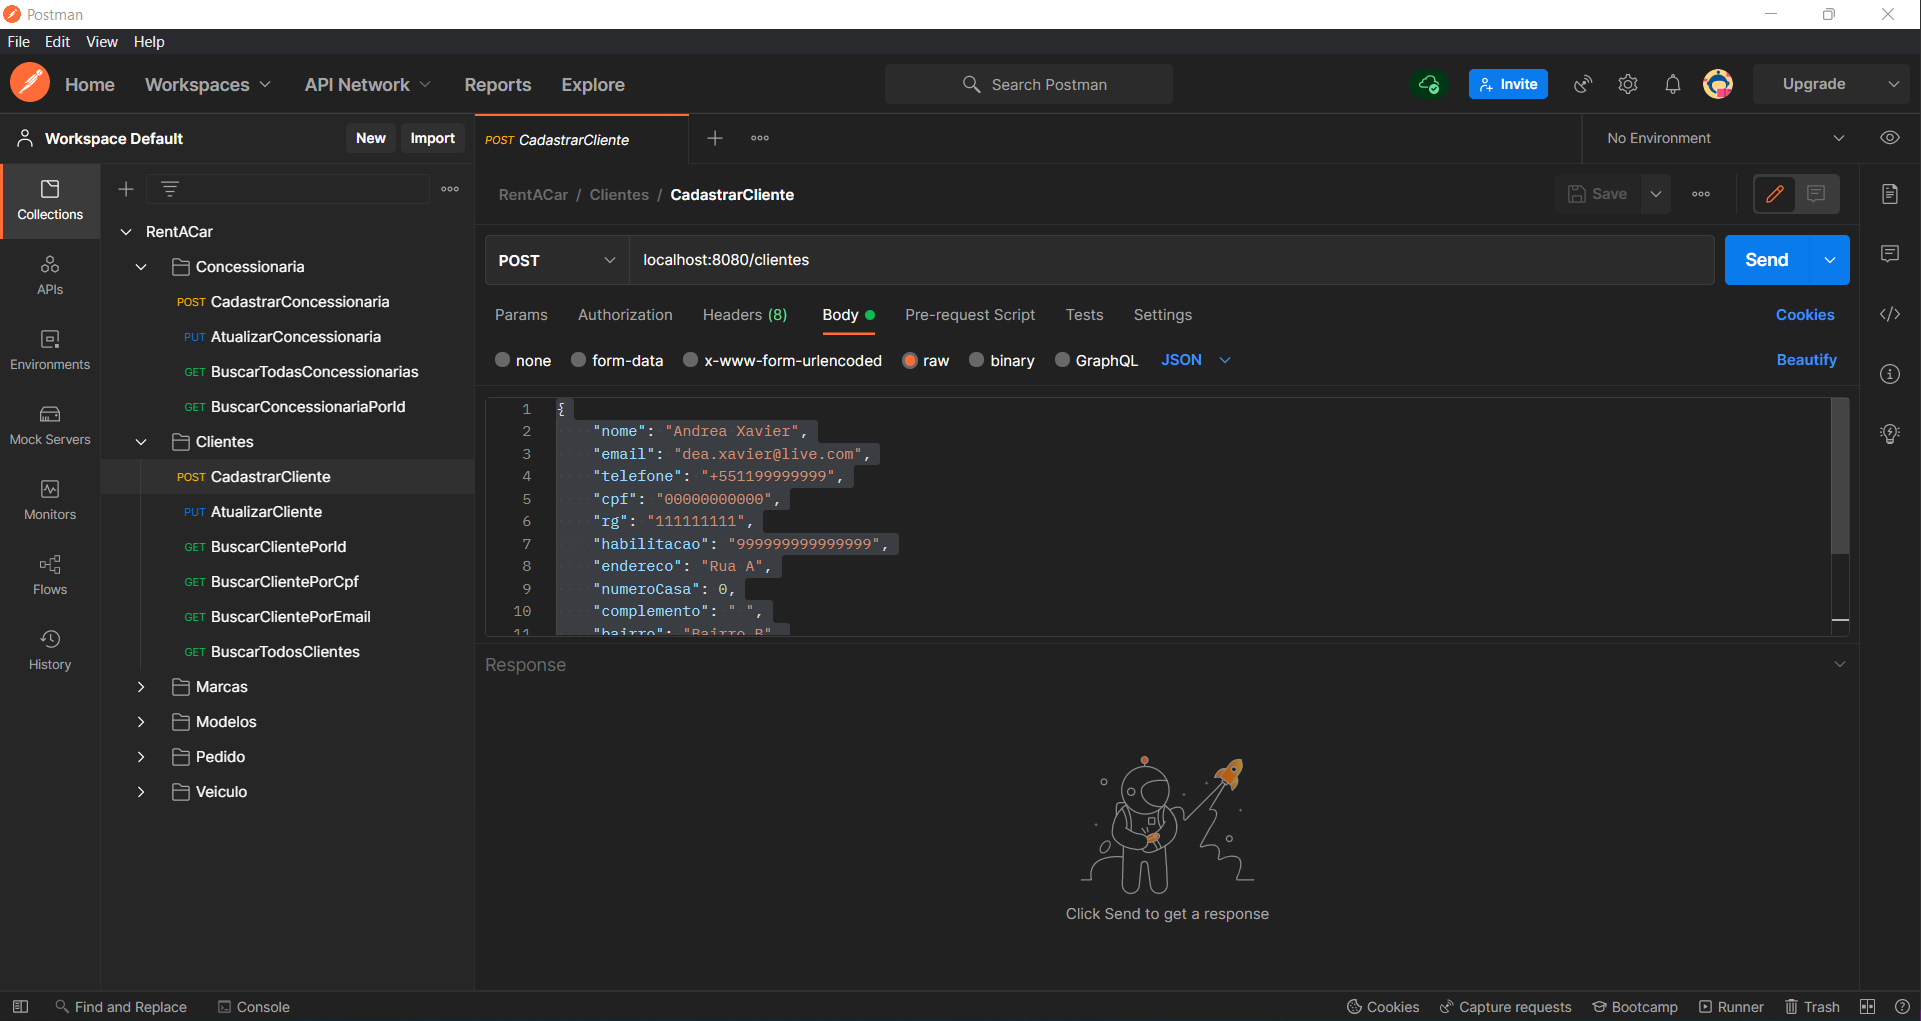 Postman
File Edit View Help
Home Workspaces API Network Reports Explore Search Postman Invite Upgrade
Workspace Default New Import
POST CadastrarCliente
No Environment
Collections
APIs
Environments
Mock Servers
Monitors
Flows
History
RentACar
Concessionaria
POST CadastrarConcessionaria
PUT AtualizarConcessionaria
GET BuscarTodasConcessionarias
GET BuscarConcessionariaPorId
Clientes
POST CadastrarCliente
PUT AtualizarCliente
GET BuscarClientePorId
GET BuscarClientePorCpf
GET BuscarClientePorEmail
GET BuscarTodosClientes
Marcas
Modelos
Pedido
Veiculo
RentACar / Clientes / CadastrarCliente
Save
POST localhost:8080/clientes Send
Params Authorization Headers (8) Body Pre-request Script Tests Settings Cookies
none form-data x-www-form-urlencoded raw binary GraphQL JSON Beautify
1 {
2 "nome": "Andrea Xavier",
3 "email": "dea.xavier@live.com",
4 "telefone": "+551199999999",
5 "cpf": "00000000000",
6 "rg": "111111111",
7 "habilitacao": "999999999999999",
8 "endereco": "Rua A",
9 "numeroCasa": 0,
10 "complemento": " ",
11 "bairro": "Bairro B"
Response
Click Send to get a response
Find and Replace Console Cookies Capture requests Bootcamp Runner Trash